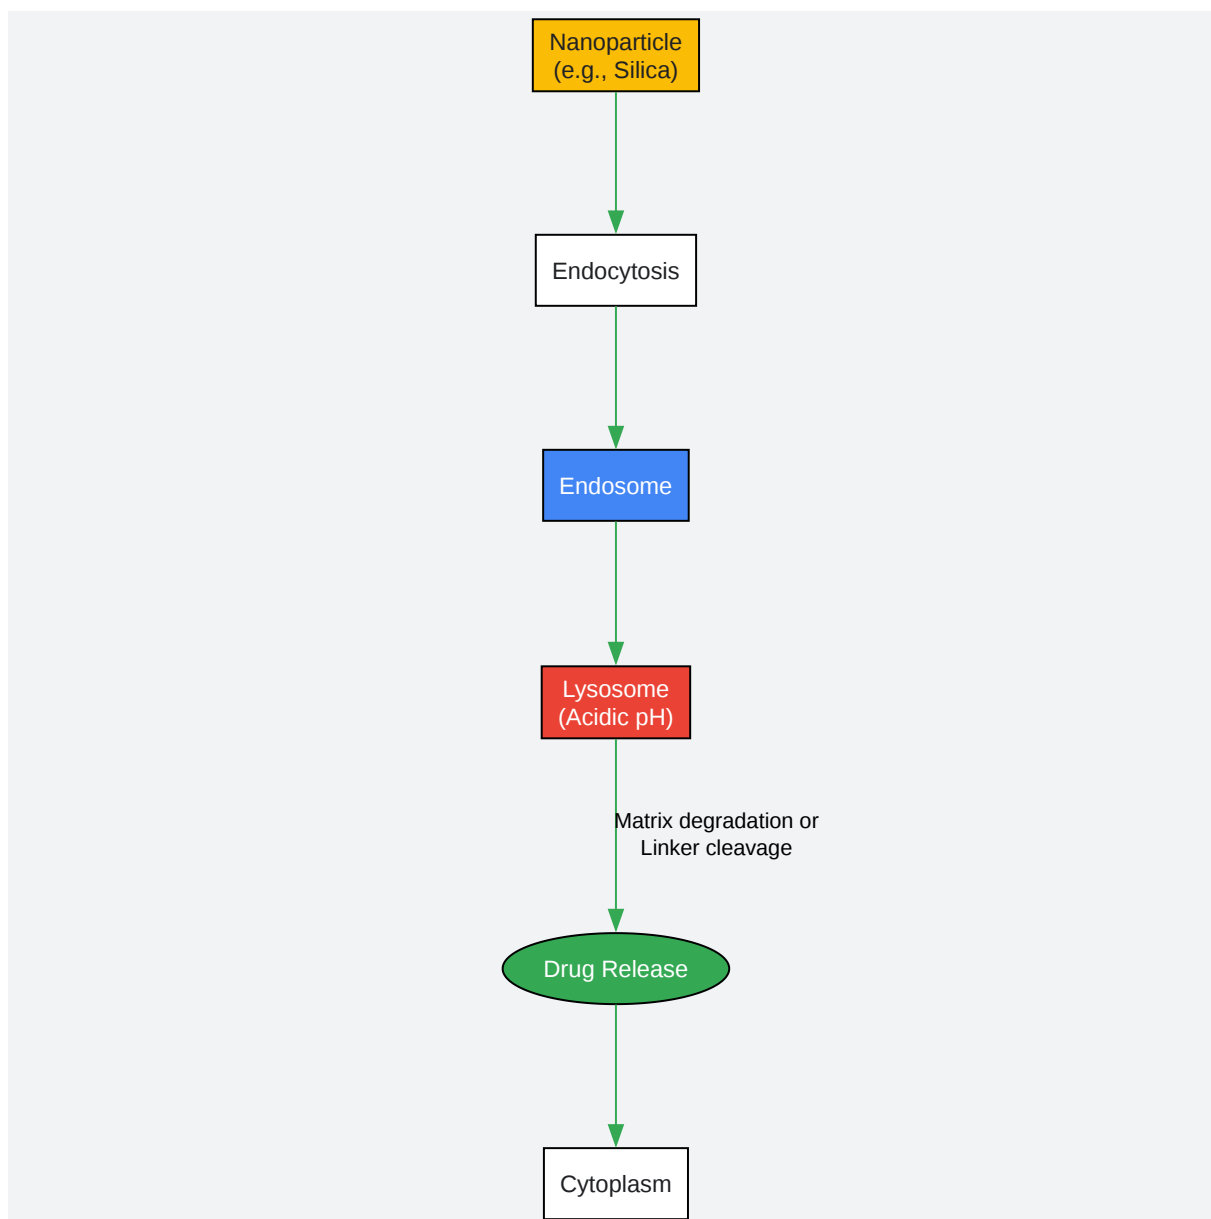 Nanoparticle
(e.g., Silica)
Endocytosis
Endosome
Lysosome
(Acidic pH)
Matrix degradation or
Linker cleavage
Drug Release
Cytoplasm